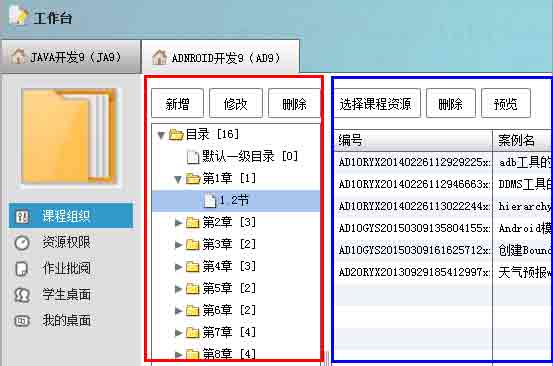 工作台
JAVA开发9（JA9）
ADNROID开发9（AD9）
课程组织
资源权限
作业批阅
学生桌面
我的桌面
新增 修改 删除
目录 [16]
默认一级目录 [0]
第1章 [1]
1.2节
第2章 [3]
第3章 [2]
第4章 [3]
第5章 [2]
第6章 [2]
第7章 [4]
第8章 [4]
选择课程资源 删除 预览
编号 案例名
AD10RYX20140226112929225x adb工具的
AD10RYX20140226112946663x DDMS工具的
AD10RYX20140226113022244x hierarchy
AD10GYS20150309135804155x Android模
AD10GYS20150309161625712x 创建Boun
AD20RYX20130929185412997x 天气预报w